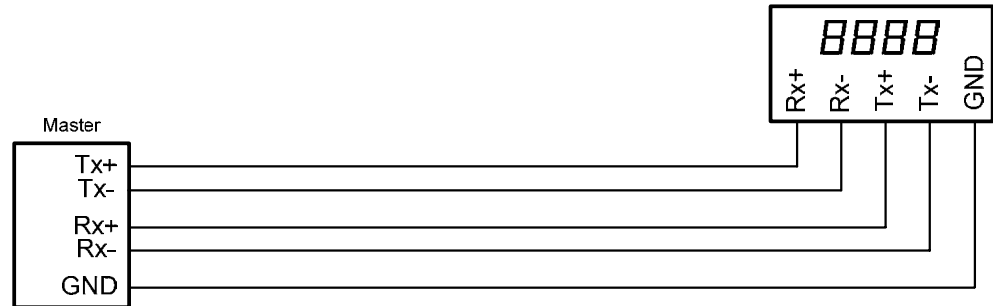 8888
Rx+
Rx-
Tx+
Tx-
GND
Master
Tx+
Tx-
Rx+
Rx-
GND